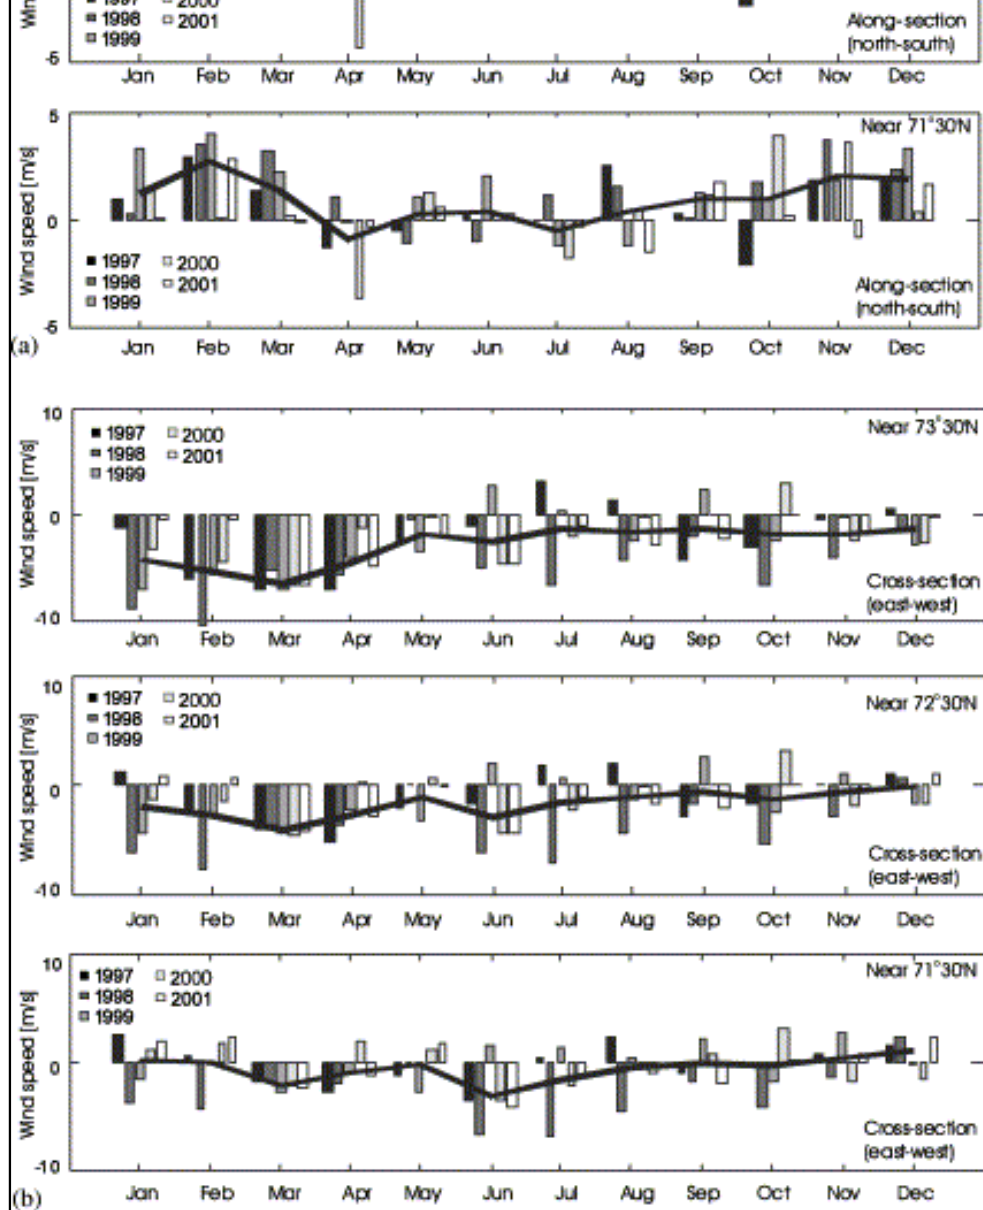 Wind speed [m/s]
1997 2000
1998 2001
1999
Along-section
(north-south)
-5
Jan Feb Mar Apr May Jun Jul Aug Sep Oct Nov Dec
5
Near 71°30'N
Wind speed [m/s]
0
1997 2000
1998 2001
1999
Along-section
(north-south)
-5
(a)
Jan Feb Mar Apr May Jun Jul Aug Sep Oct Nov Dec
10
Near 73°30'N
1997 2000
1998 2001
1999
Wind speed [m/s]
0
Cross-section
(east-west)
-10
Jan Feb Mar Apr May Jun Jul Aug Sep Oct Nov Dec
10
1997 2000
Near 72°30'N
1998 2001
1999
Wind speed [m/s]
0
Cross-section
(east-west)
-10
Jan Feb Mar Apr May Jun Jul Aug Sep Oct Nov Dec
10
Near 71°30'N
1997 2000
1998 2001
1999
Wind speed [m/s]
0
Cross-section
(east-west)
-10
(b)
Jan Feb Mar Apr May Jun Jul Aug Sep Oct Nov Dec